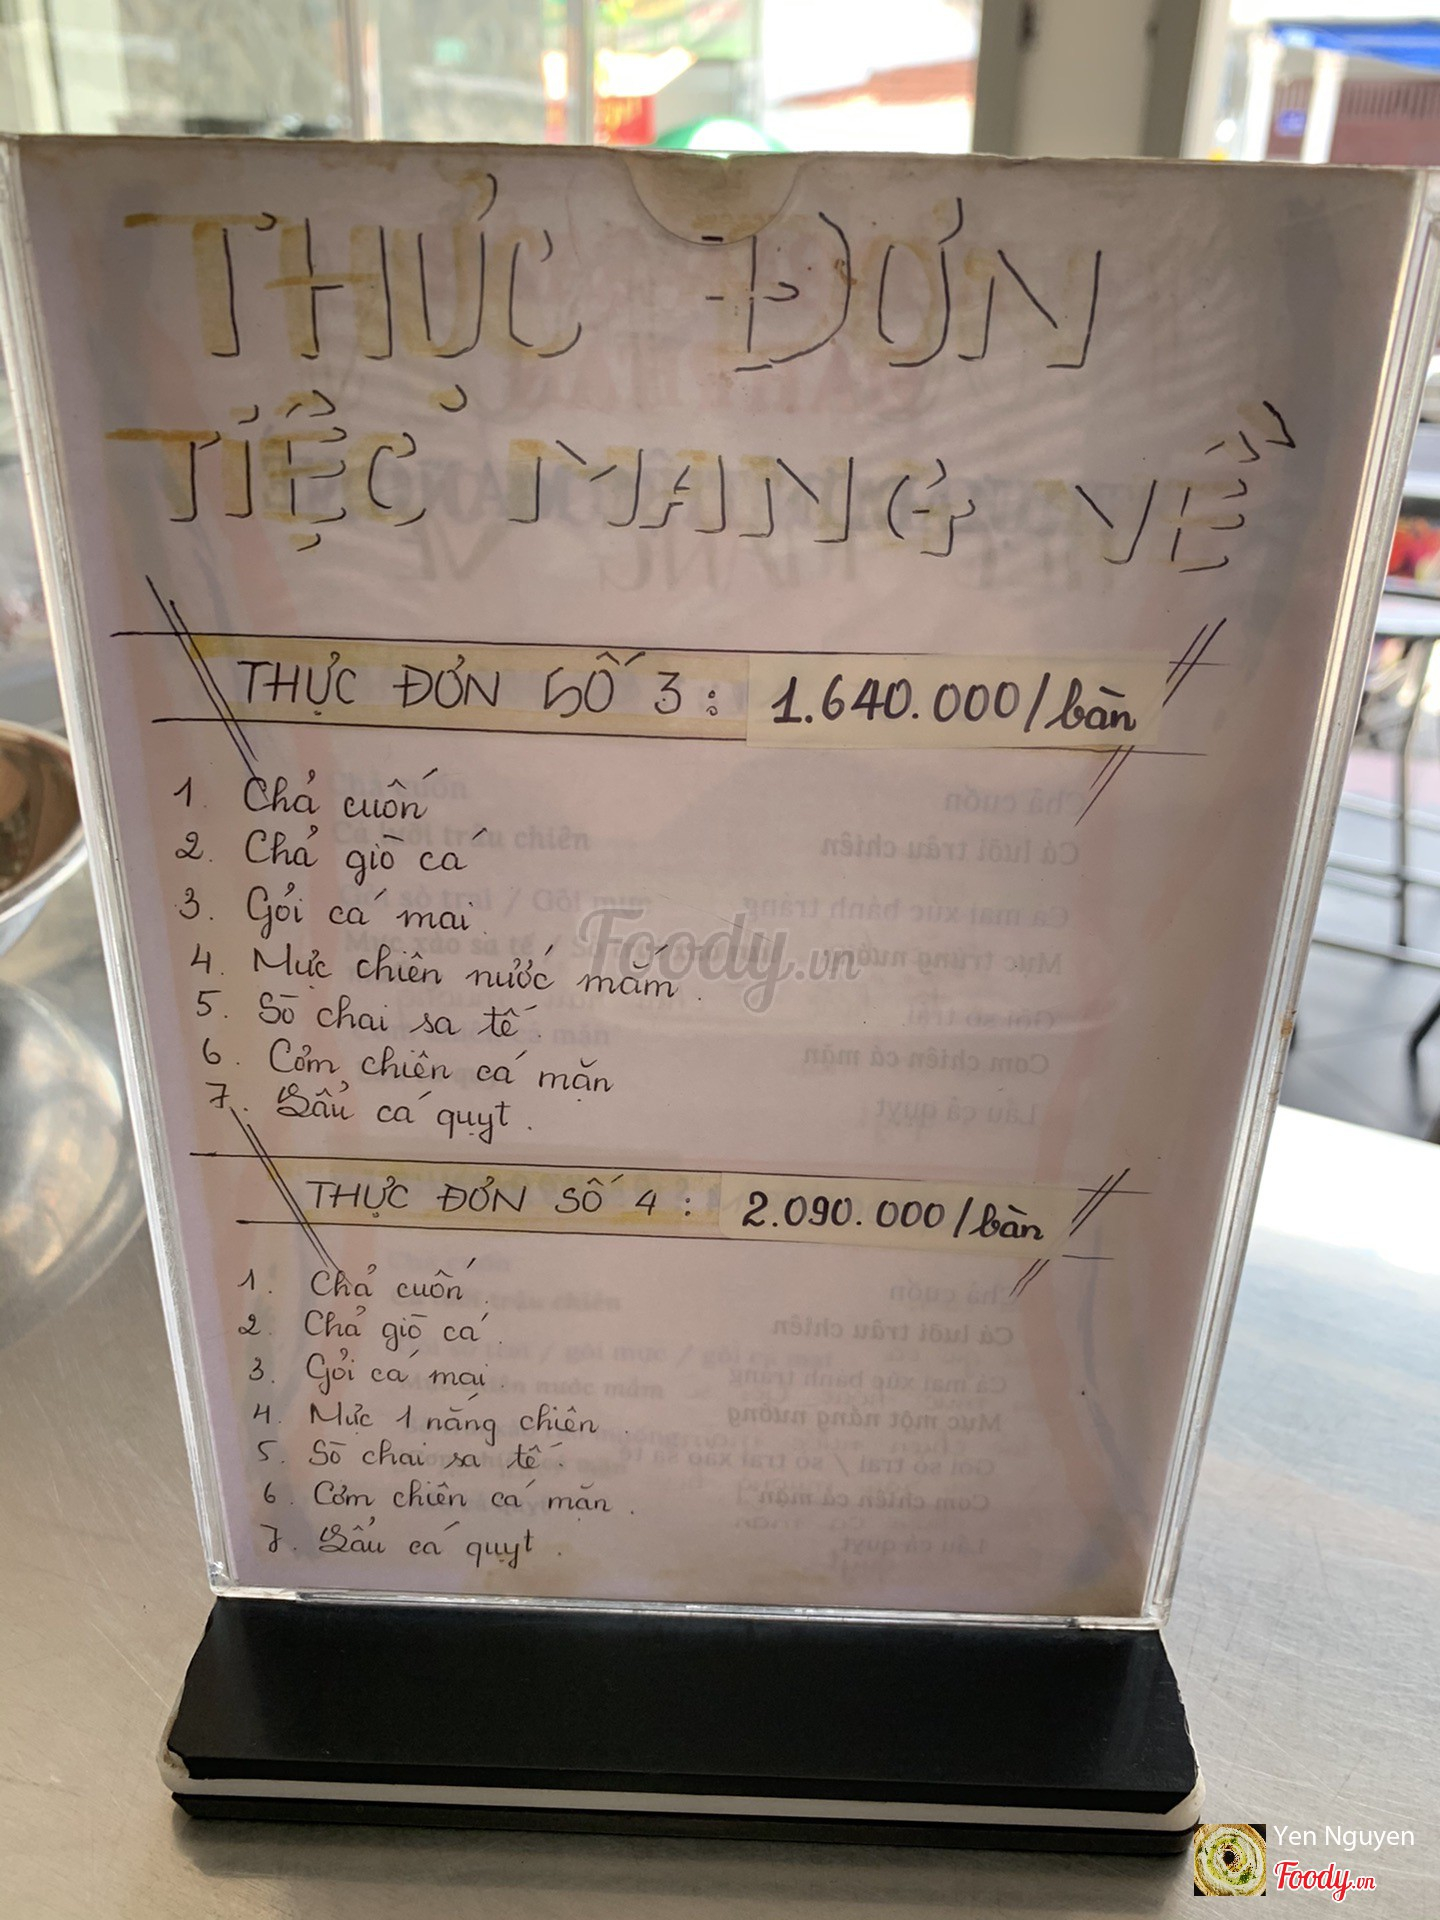 THỰC ĐƠN
TIỆC MANG VỀ
THỰC ĐƠN SỐ 3 : 1.640.000/bàn
1. Chả cuốn
2. Chả giò cá
3. Gỏi cá mai.
4. Mực chiên nước mắm.
5. Sò chai sa tế.
6. Cơm chiên cá mặn
7. Lẩu cá quỵt.
THỰC ĐƠN SỐ 4 : 2.090.000/bàn
1. Chả cuốn.
2. Chả giò cá.
3. Gỏi cá mai.
4. Mực 1 nắng chiên.
5. Sò chai sa tế.
6. Cơm chiên cá mặn.
7. Lẩu cá quỵt.
Foody.vn
Yen Nguyen
Foody.vn